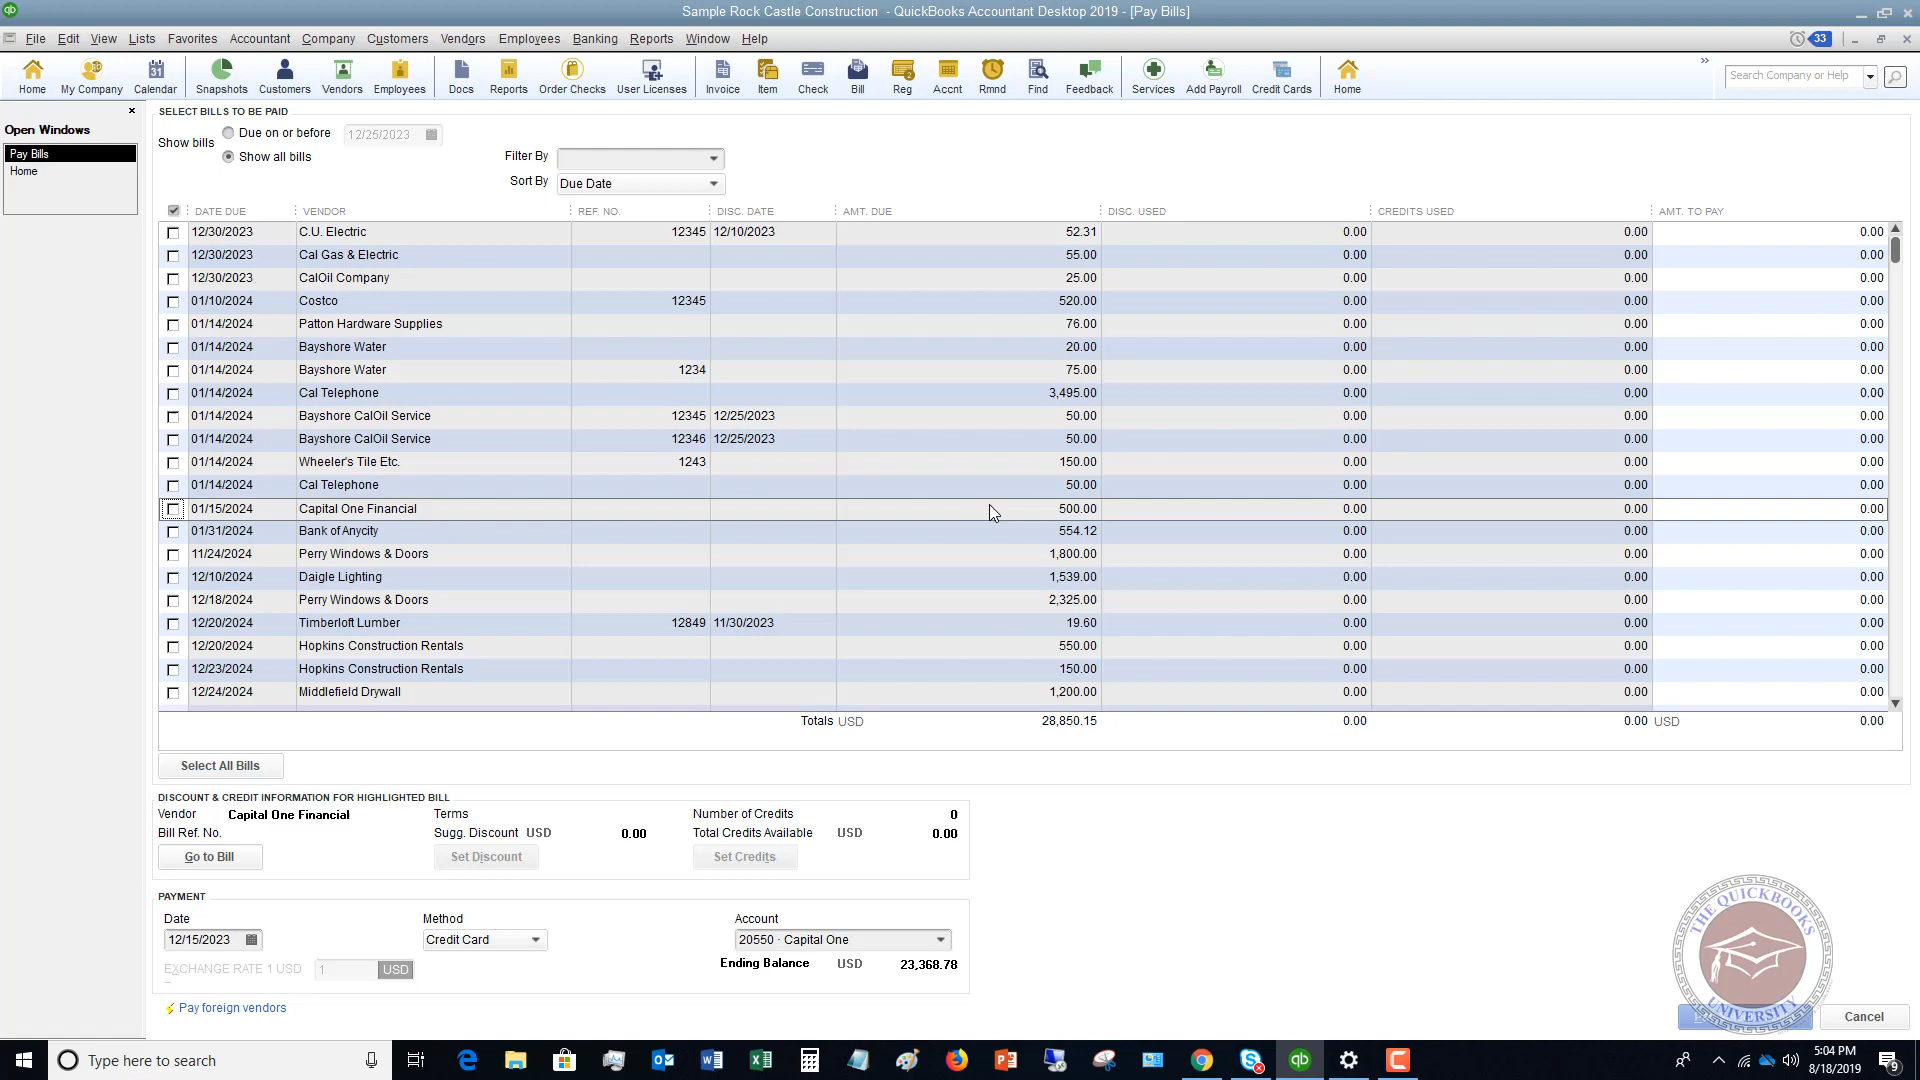 Sample Rock Castle Construction - QuickBooks Accountant Desktop 2019 - [Pay Bills]
File Edit View Lists Favorites Accountant Company Customers Vendors Employees Banking Reports Window Help
33
Home My Company Calendar Snapshots Customers Vendors Employees Docs Reports Order Checks User Licenses Invoice Item Check Bill Reg Accnt Rmnd Find Feedback Services Add Payroll Credit Cards Home
Search Company or Help
Open Windows
Pay Bills
Home
SELECT BILLS TO BE PAID
Show bills
Due on or before 12/25/2023
Show all bills
Filter By
Sort By Due Date
DATE DUE VENDOR REF. NO. DISC. DATE AMT. DUE DISC. USED CREDITS USED AMT. TO PAY
12/30/2023 C.U. Electric 12345 12/10/2023 52.31 0.00 0.00 0.00
12/30/2023 Cal Gas & Electric 55.00 0.00 0.00 0.00
12/30/2023 CalOil Company 25.00 0.00 0.00 0.00
01/10/2024 Costco 12345 520.00 0.00 0.00 0.00
01/14/2024 Patton Hardware Supplies 76.00 0.00 0.00 0.00
01/14/2024 Bayshore Water 20.00 0.00 0.00 0.00
01/14/2024 Bayshore Water 1234 75.00 0.00 0.00 0.00
01/14/2024 Cal Telephone 3,495.00 0.00 0.00 0.00
01/14/2024 Bayshore CalOil Service 12345 12/25/2023 50.00 0.00 0.00 0.00
01/14/2024 Bayshore CalOil Service 12346 12/25/2023 50.00 0.00 0.00 0.00
01/14/2024 Wheeler's Tile Etc. 1243 150.00 0.00 0.00 0.00
01/14/2024 Cal Telephone 50.00 0.00 0.00 0.00
01/15/2024 Capital One Financial 500.00 0.00 0.00 0.00
01/31/2024 Bank of Anycity 554.12 0.00 0.00 0.00
11/24/2024 Perry Windows & Doors 1,800.00 0.00 0.00 0.00
12/10/2024 Daigle Lighting 1,539.00 0.00 0.00 0.00
12/18/2024 Perry Windows & Doors 2,325.00 0.00 0.00 0.00
12/20/2024 Timberloft Lumber 12849 11/30/2023 19.60 0.00 0.00 0.00
12/20/2024 Hopkins Construction Rentals 550.00 0.00 0.00 0.00
12/23/2024 Hopkins Construction Rentals 150.00 0.00 0.00 0.00
12/24/2024 Middlefield Drywall 1,200.00 0.00 0.00 0.00
Totals USD 28,850.15 0.00 0.00 USD 0.00
Select All Bills
DISCOUNT & CREDIT INFORMATION FOR HIGHLIGHTED BILL
Vendor Capital One Financial Terms Number of Credits 0
Bill Ref. No. Sugg. Discount USD 0.00 Total Credits Available USD 0.00
Go to Bill Set Discount Set Credits
PAYMENT
Date Method Account
12/15/2023 Credit Card 20550 · Capital One
Ending Balance USD 23,368.78
EXCHANGE RATE 1 USD 1 USD
Pay foreign vendors
THE QUICKBOOKS UNIVERSITY
Cancel
Type here to search
5:04 PM
8/18/2019
9